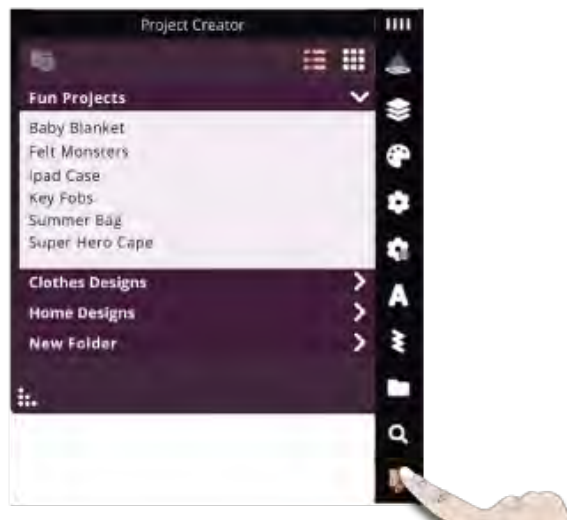 Project Creator
Fun Projects
Baby Blanket
Felt Monsters
Ipad Case
Key Fobs
Summer Bag
Super Hero Cape
Clothes Designs
Home Designs
New Folder
A